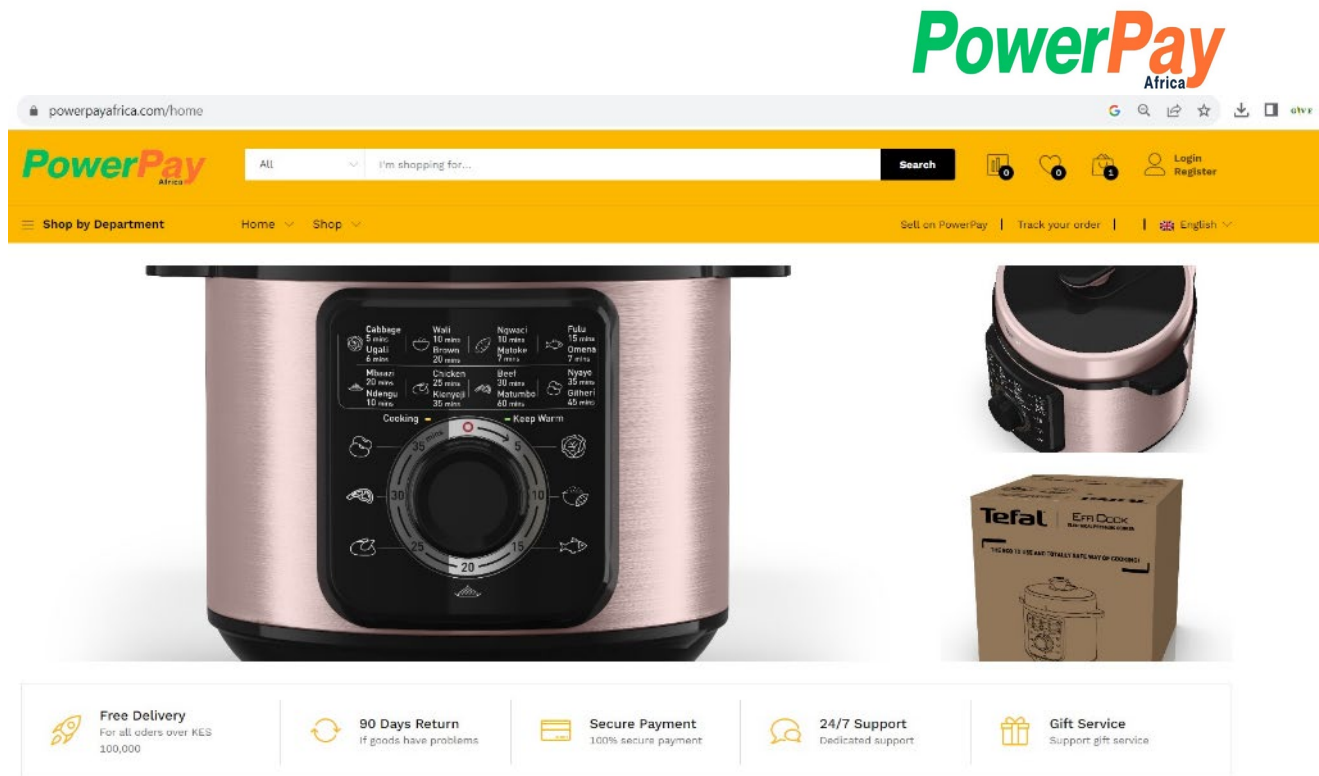 PowerPay
Africa
powerpayafrica.com/home
PowerPay
Africa
All
I'm shopping for...
Search
0
0
1
Login
Register
Shop by Department
Home
Shop
Sell on PowerPay
Track your order
English
Cabbage
5 mins
Ugali
6 mins
Wali
10 mins
Brown
20 mins
Ngwaci
10 mins
Matoke
7 mins
Fulu
15 mins
Omena
7 mins
Mbaazi
20 mins
Ndengu
10 mins
Chicken
25 mins
Kienyeji
35 mins
Beef
30 mins
Matumbo
60 mins
Nyayo
35 mins
Githeri
45 mins
Cooking
Keep Warm
35 mins
0
5
30
10
25
15
20
Tefal
EFFI COOK
Free Delivery
For all oders over KES
100,000
90 Days Return
If goods have problems
Secure Payment
100% secure payment
24/7 Support
Dedicated support
Gift Service
Support gift service